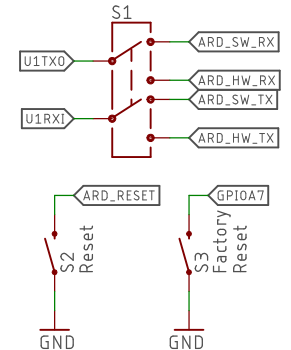 S1
ARD_SW_RX
U1TXO
ARD_HW_RX
ARD_SW_TX
U1RXI
ARD_HW_TX
ARD_RESET
GPIOA7
S2
Reset
S3
Factory
Reset
GND
GND